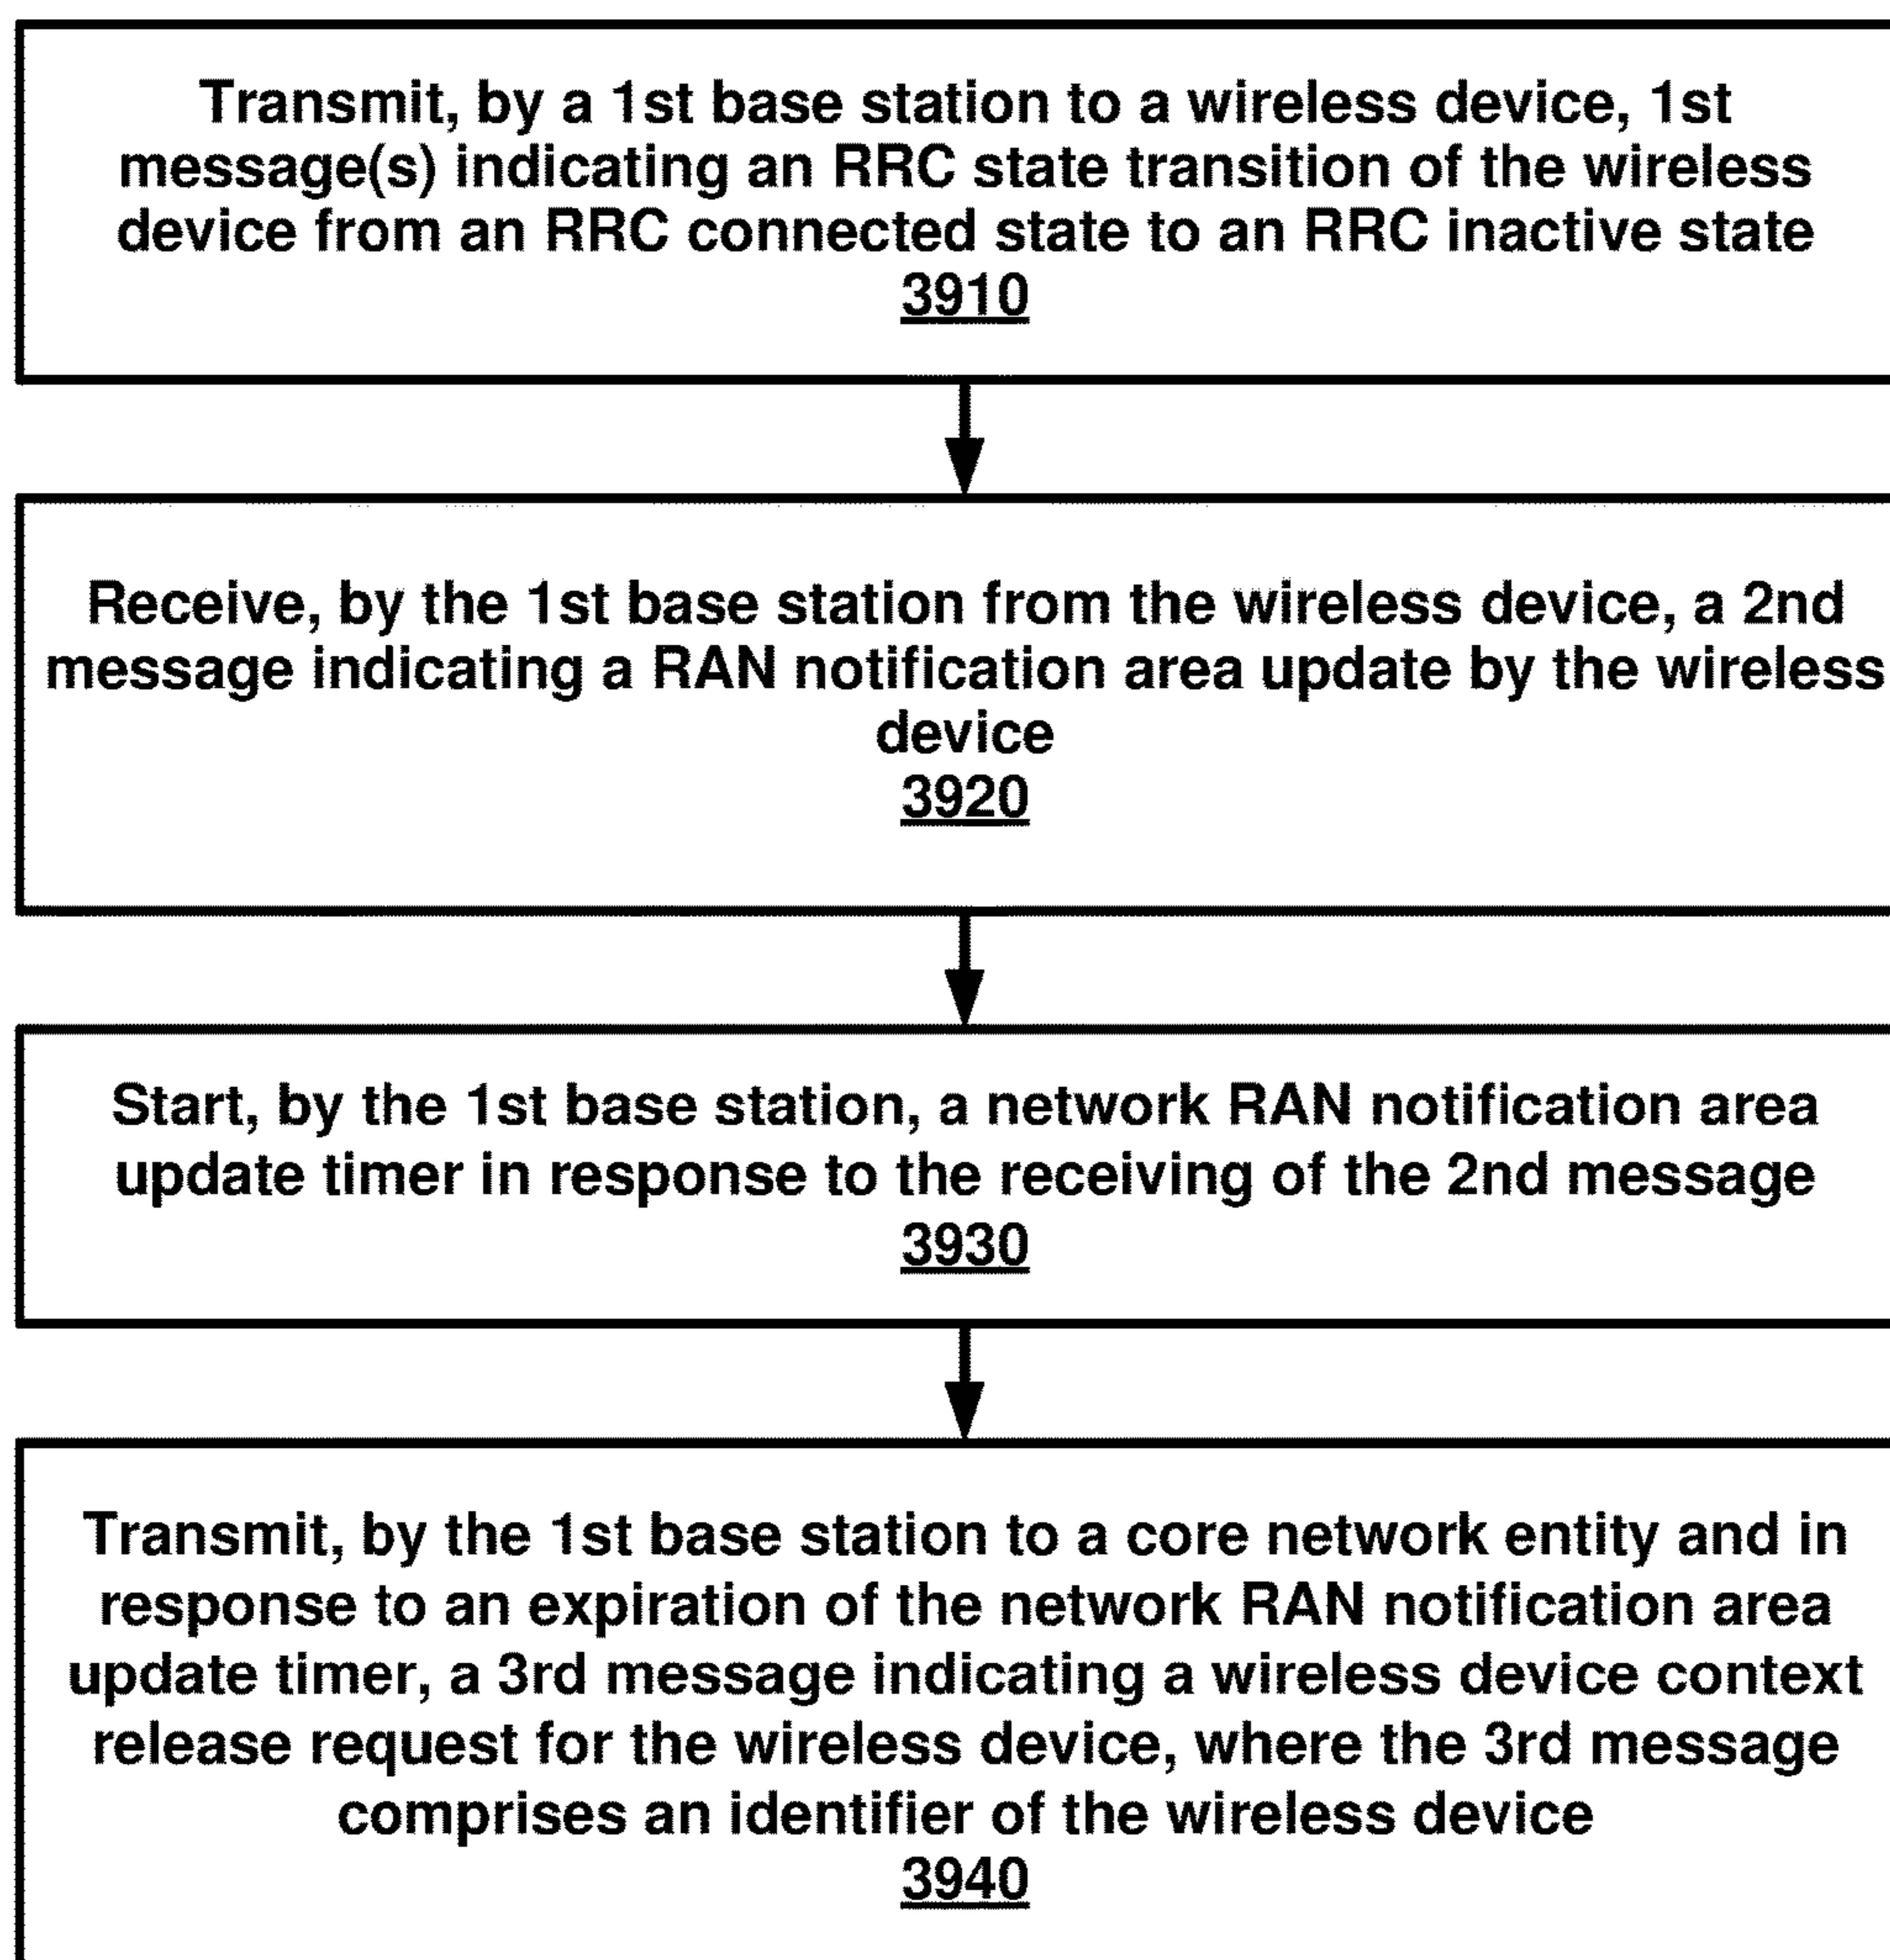 Transmit, by a 1st base station to a wireless device, 1st
message(s) indicating an RRC state transition of the wireless
device from an RRC connected state to an RRC inactive state
3910
Receive, by the 1st base station from the wireless device, a 2nd
message indicating a RAN notification area update by the wireless
device
3920
Start, by the 1st base station, a network RAN notification area
update timer in response to the receiving of the 2nd message
3930
Transmit, by the 1st base station to a core network entity and in
response to an expiration of the network RAN notification area
update timer, a 3rd message indicating a wireless device context
release request for the wireless device, where the 3rd message
comprises an identifier of the wireless device
3940